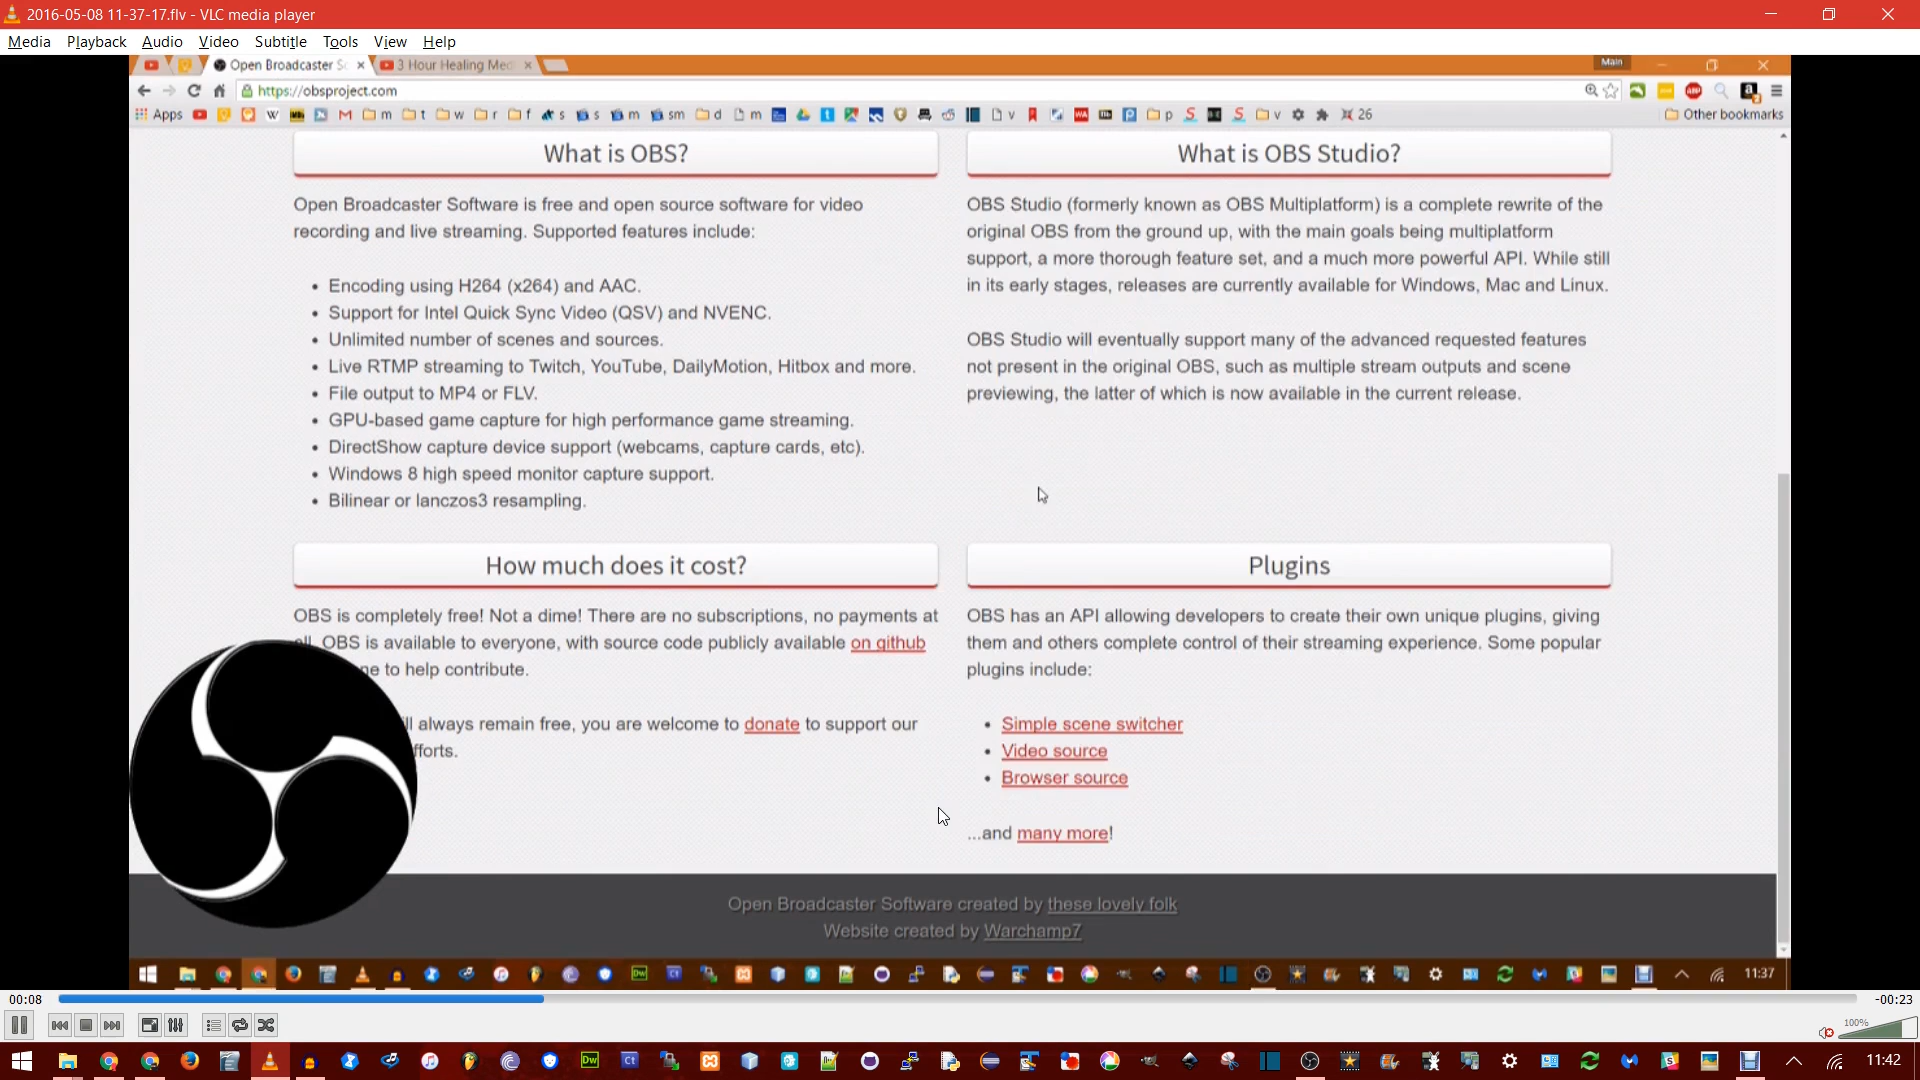 2016-05-08 11-37-17.flv - VLC media player
Media Playback Audio Video Subtitle Tools View Help
Open Broadcaster S
3 Hour Healing Med
Main
https://obsproject.com
Apps W m t w r f s s m sm d m v p v 26 Other bookmarks
What is OBS?
Open Broadcaster Software is free and open source software for video
recording and live streaming. Supported features include:
• Encoding using H264 (x264) and AAC.
• Support for Intel Quick Sync Video (QSV) and NVENC.
• Unlimited number of scenes and sources.
• Live RTMP streaming to Twitch, YouTube, DailyMotion, Hitbox and more.
• File output to MP4 or FLV.
• GPU-based game capture for high performance game streaming.
• DirectShow capture device support (webcams, capture cards, etc).
• Windows 8 high speed monitor capture support.
• Bilinear or lanczos3 resampling.
What is OBS Studio?
OBS Studio (formerly known as OBS Multiplatform) is a complete rewrite of the
original OBS from the ground up, with the main goals being multiplatform
support, a more thorough feature set, and a much more powerful API. While still
in its early stages, releases are currently available for Windows, Mac and Linux.
OBS Studio will eventually support many of the advanced requested features
not present in the original OBS, such as multiple stream outputs and scene
previewing, the latter of which is now available in the current release.
How much does it cost?
OBS is completely free! Not a dime! There are no subscriptions, no payments at
OBS is available to everyone, with source code publicly available on github
ne to help contribute.
ll always remain free, you are welcome to donate to support our
fforts.
Plugins
OBS has an API allowing developers to create their own unique plugins, giving
them and others complete control of their streaming experience. Some popular
plugins include:
• Simple scene switcher
• Video source
• Browser source
...and many more!
Open Broadcaster Software created by these lovely folk
Website created by Warchamp7
11:37
00:08
-00:23
100%
11:42